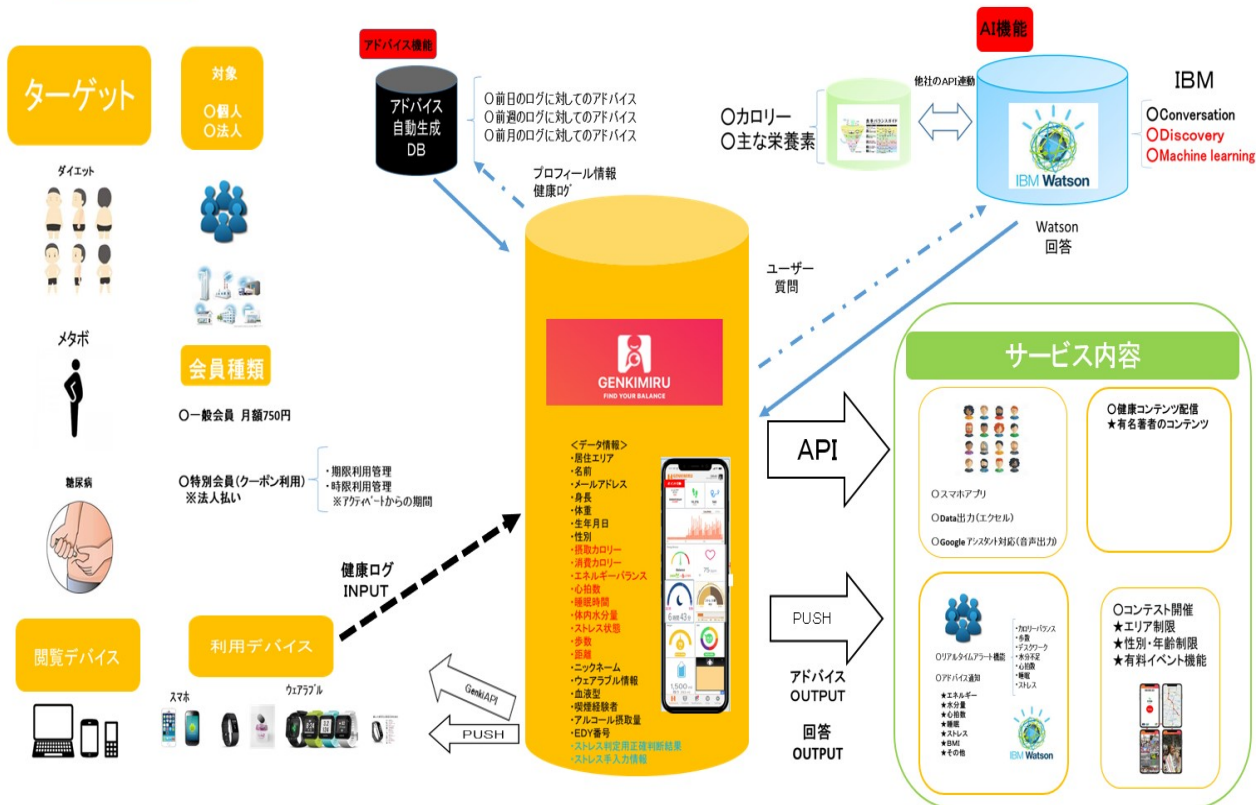 ターゲット
対象
○個人
○法人
ダイエット
メタボ
糖尿病
会員種類
○一般会員 月額750円
○特別会員(クーポン利用)
※法人払い
・期限利用管理
・時限利用管理
※アクティベートからの期間
閲覧デバイス
利用デバイス
スマホ
ウェアラブル
健康ログ
INPUT
GenkiAPI
PUSH
アドバイス機能
アドバイス
自動生成
DB
○前日のログに対してのアドバイス
○前週のログに対してのアドバイス
○前月のログに対してのアドバイス
プロフィール情報
健康ログ
GENKIMIRU
FIND YOUR BALANCE
<データ情報>
・居住エリア
・名前
・メールアドレス
・身長
・体重
・生年月日
・性別
・摂取カロリー
・消費カロリー
・エネルギーバランス
・心拍数
・睡眠時間
・体内水分量
・ストレス状態
・歩数
・距離
・ニックネーム
・ウェアラブル情報
・血液型
・喫煙経験者
・アルコール摂取量
・EDY番号
・ストレス判定用正確判断結果
・ストレス手入力情報
AI機能
○カロリー
○主な栄養素
他社のAPI連動
IBM Watson
IBM
○Conversation
○Discovery
○Machine learning
Watson
回答
ユーザー
質問
API
PUSH
アドバイス
OUTPUT
回答
OUTPUT
サービス内容
○スマホアプリ
○Data出力(エクセル)
○Googleアシスタント対応(音声出力)
○健康コンテンツ配信
★有名著者のコンテンツ
○リアルタイムアラート機能
・カロリーバランス
・歩数
・デスクワーク
・水分不足
・心拍数
・睡眠
・ストレス
○アドバイス通知
★エネルギー
★水分量
★心拍数
★睡眠
★ストレス
★BMI
★その他
IBM Watson
○コンテスト開催
★エリア制限
★性別・年齢制限
★有料イベント機能